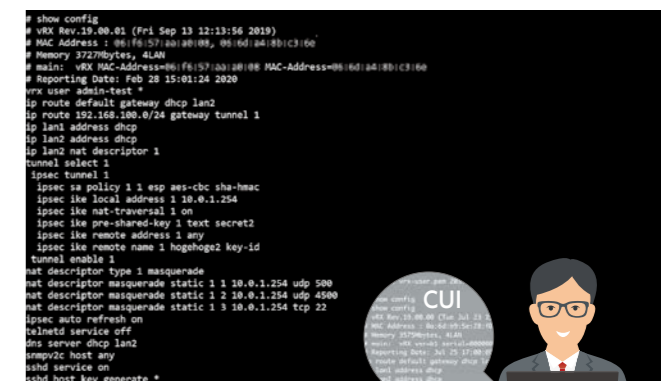 # show config
# vRX Rev.19.00.01 (Fri Sep 13 12:13:56 2019)
# MAC Address :
# Memory 3727Mbytes, 4LAN
# main: vRX MAC-Address= MAC-Address=
# Reporting Date: Feb 28 15:01:24 2020
vrx user admin-test *
ip route default gateway dhcp lan2
ip route 192.168.100.0/24 gateway tunnel 1
ip lan1 address dhcp
ip lan2 address dhcp
ip lan2 nat descriptor 1
tunnel select 1
ipsec tunnel 1
ipsec sa policy 1 1 esp aes-cbc sha-hmac
ipsec ike local address 1 10.0.1.254
ipsec ike nat-traversal 1 on
ipsec ike pre-shared-key 1 text secret2
ipsec ike remote address 1 any
ipsec ike remote name 1 hogehoge2 key-id
tunnel enable 1
nat descriptor type 1 masquerade
nat descriptor masquerade static 1 1 10.0.1.254 udp 500
nat descriptor masquerade static 1 2 10.0.1.254 udp 4500
nat descriptor masquerade static 1 3 10.0.1.254 tcp 22
ipsec auto refresh on
telnetd service off
dns server dhcp lan2
snmpv2c host any
sshd service on
sshd host key generate *
show config
CUI